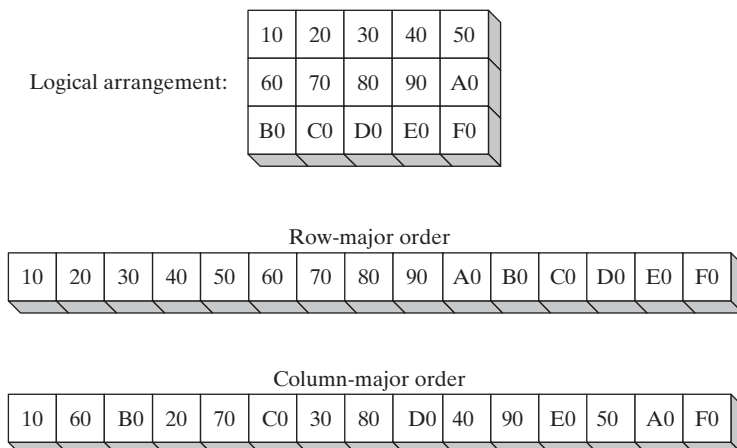 10 20 30 40 50
Logical arrangement: 60 70 80 90 A0
B0 C0 D0 E0 F0
Row-major order
10 20 30 40 50 60 70 80 90 A0 B0 C0 D0 E0 F0
Column-major order
10 60 B0 20 70 C0 30 80 D0 40 90 E0 50 A0 F0